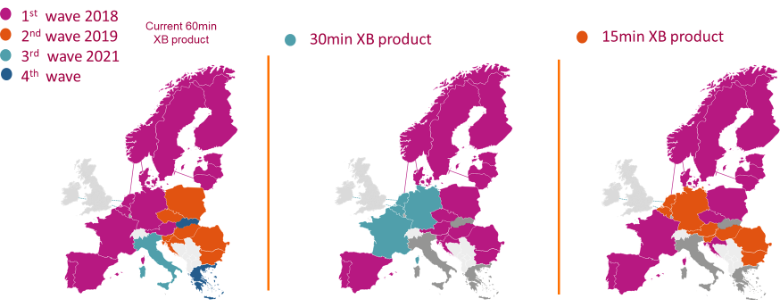 1st wave 2018
2nd wave 2019
3rd wave 2021
4th wave
Current 60min
XB product
30min XB product
15min XB product